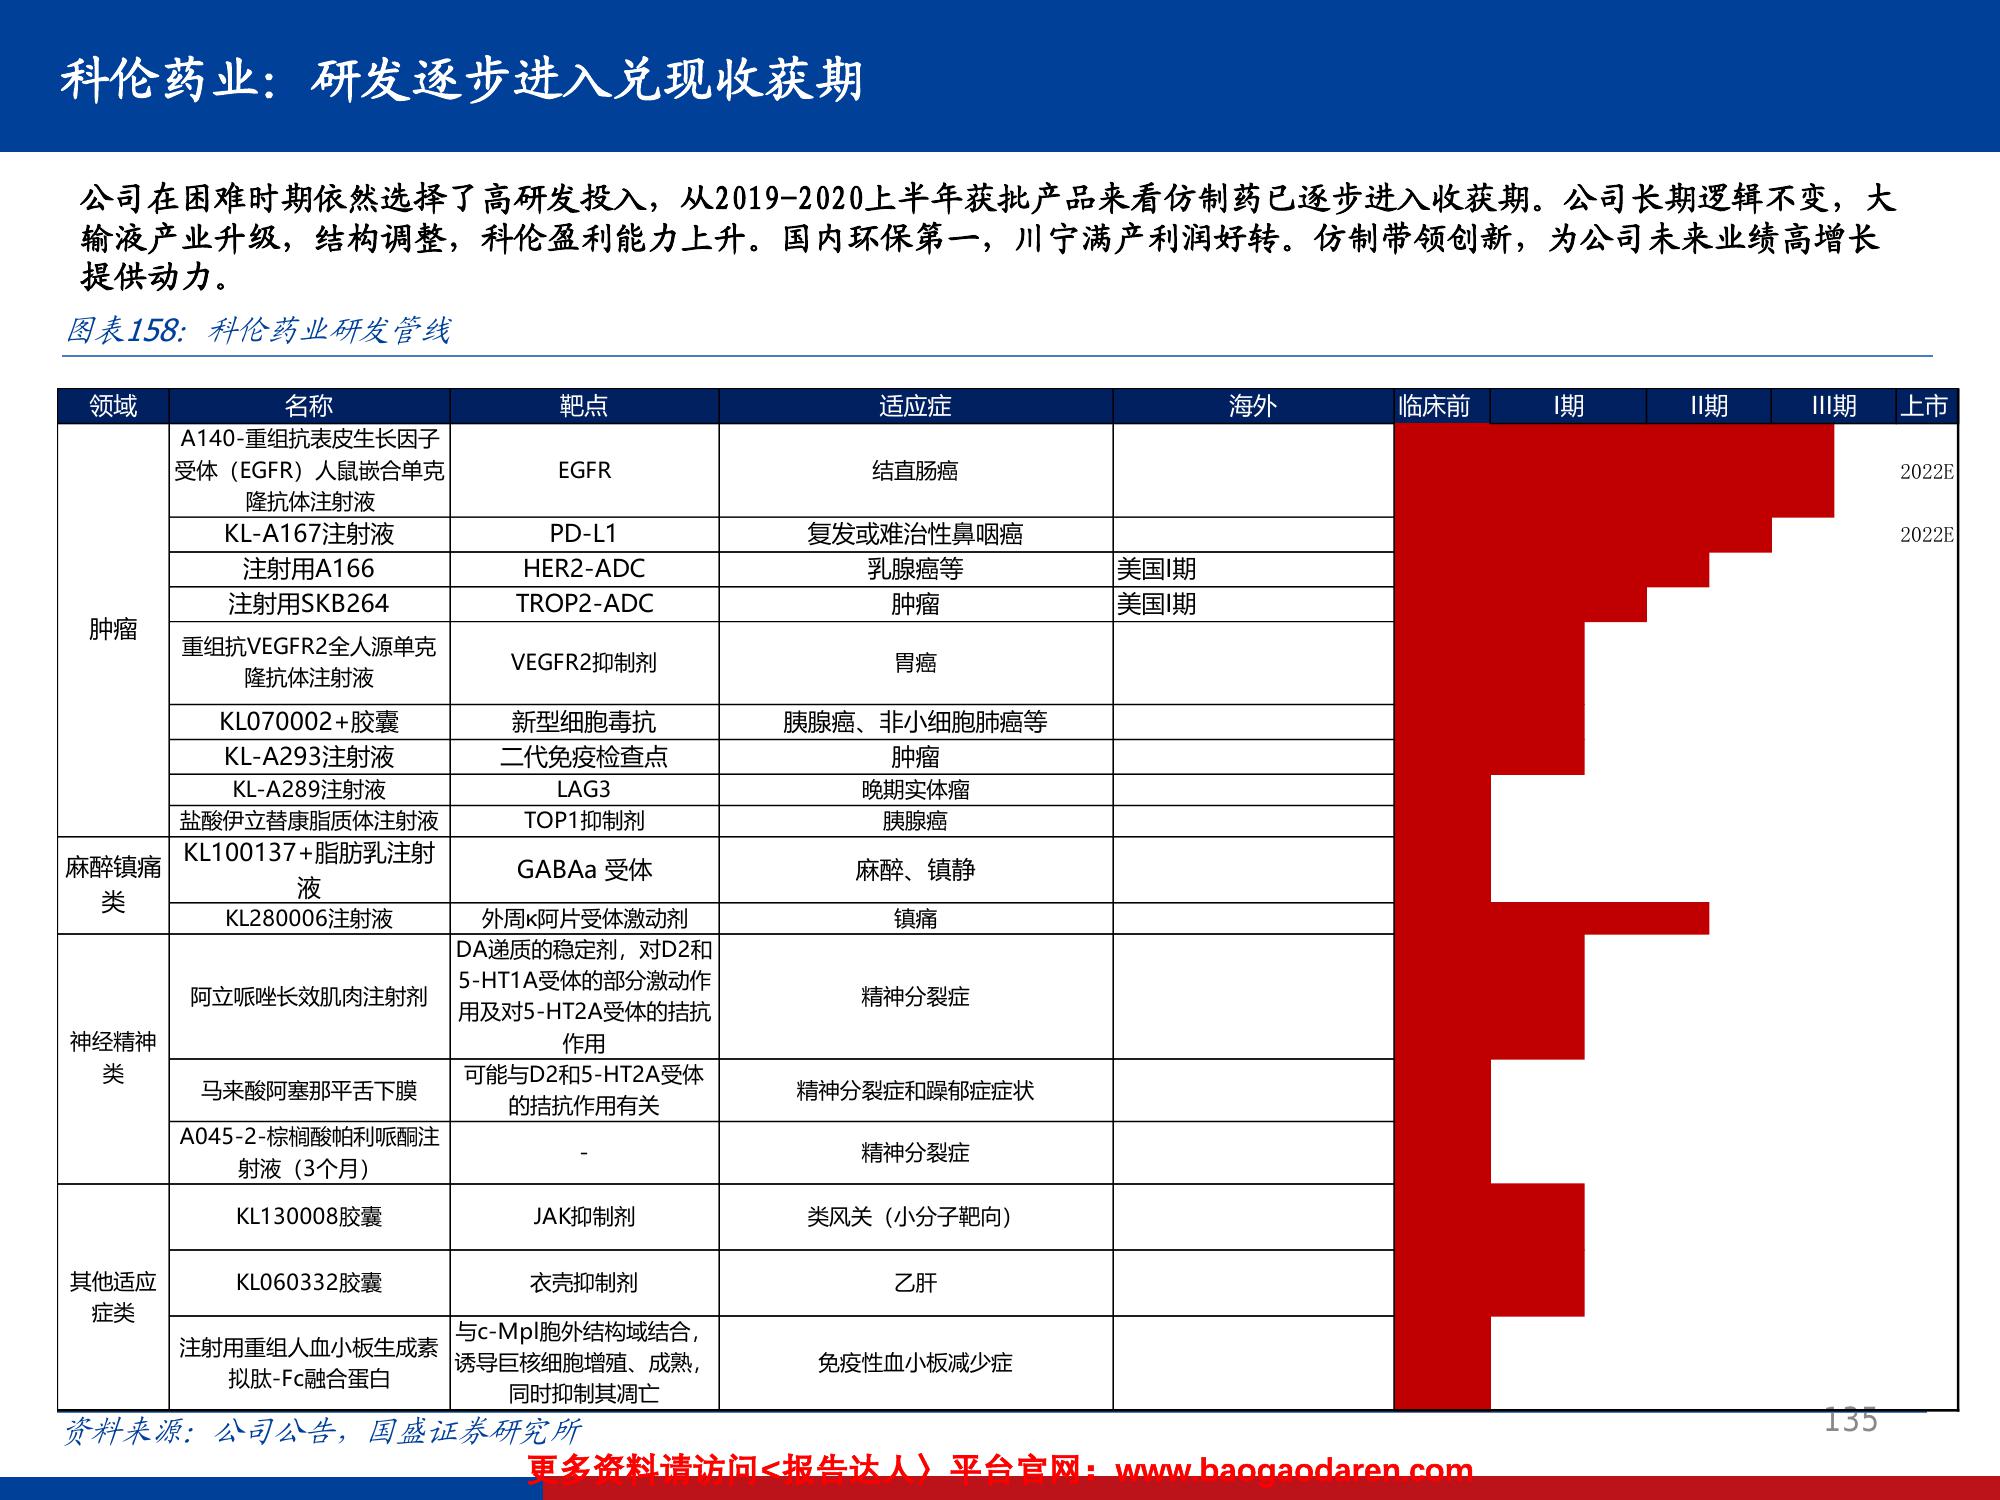 科伦药业：研发逐步进入兑现收获期
公司在困难时期依然选择了高研发投入，从2019-2020上半年获批产品来看仿制药已逐步进入收获期。公司长期逻辑不变，大
输液产业升级，结构调整，科伦盈利能力上升。国内环保第一，川宁满产利润好转。仿制带领创新，为公司未来业绩高增长
提供动力。
图表158：科伦药业研发管线
领域 名称 靶点 适应症 海外 临床前 I期 II期 III期 上市
肿瘤
A140-重组抗表皮生长因子
受体（EGFR）人鼠嵌合单克
隆抗体注射液
EGFR 结直肠癌 2022E
KL-A167注射液 PD-L1 复发或难治性鼻咽癌 2022E
注射用A166 HER2-ADC 乳腺癌等 美国I期
注射用SKB264 TROP2-ADC 肿瘤 美国I期
重组抗VEGFR2全人源单克
隆抗体注射液
VEGFR2抑制剂 胃癌
KL070002+胶囊 新型细胞毒抗 胰腺癌、非小细胞肺癌等
KL-A293注射液 二代免疫检查点 肿瘤
KL-A289注射液 LAG3 晚期实体瘤
盐酸伊立替康脂质体注射液 TOP1抑制剂 胰腺癌
麻醉镇痛
类
KL100137+脂肪乳注射
液
GABAa 受体 麻醉、镇静
KL280006注射液 外周κ阿片受体激动剂 镇痛
神经精神
类
阿立哌唑长效肌肉注射剂
DA递质的稳定剂，对D2和
5-HT1A受体的部分激动作
用及对5-HT2A受体的拮抗
作用
精神分裂症
马来酸阿塞那平舌下膜
可能与D2和5-HT2A受体
的拮抗作用有关
精神分裂症和躁郁症症状
A045-2-棕榈酸帕利哌酮注
射液（3个月）
- 精神分裂症
其他适应
症类
KL130008胶囊 JAK抑制剂 类风关（小分子靶向）
KL060332胶囊 衣壳抑制剂 乙肝
注射用重组人血小板生成素
拟肽-Fc融合蛋白
与c-Mpl胞外结构域结合，
诱导巨核细胞增殖、成熟，
同时抑制其凋亡
免疫性血小板减少症
资料来源：公司公告，国盛证券研究所
135
更多资料请访问<报告达人〉平台官网：www.baogaodaren.com